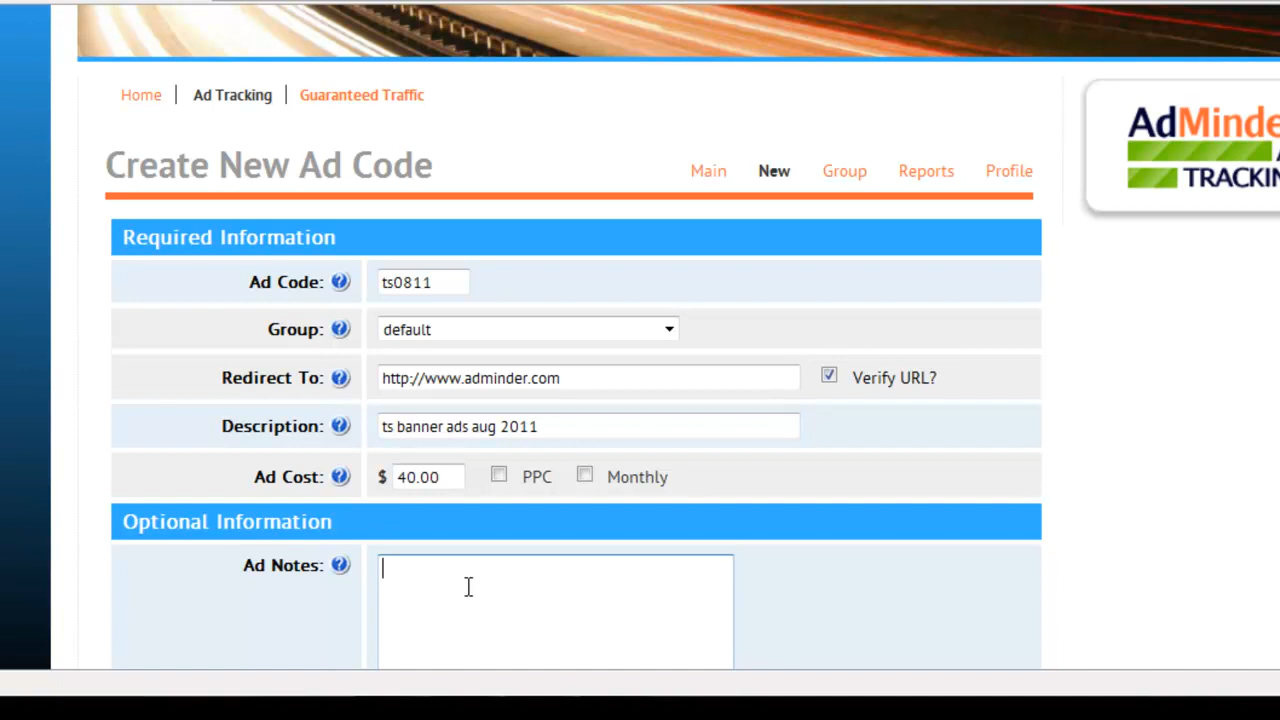 Home | Ad Tracking | Guaranteed Traffic
Create New Ad Code
Main New Group Reports Profile
AdMinde
TRACKIN
Required Information
Ad Code: ? ts0811
Group: ? default
Redirect To: ? http://www.adminder.com Verify URL?
Description: ? ts banner ads aug 2011
Ad Cost: ? $ 40.00 PPC Monthly
Optional Information
Ad Notes: ?